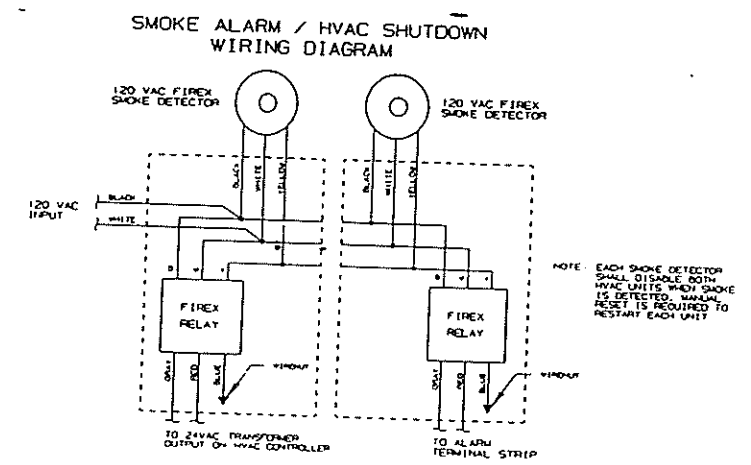 SMOKE ALARM / HVAC SHUTDOWN
WIRING DIAGRAM
120 VAC FIREX
SMOKE DETECTOR
120 VAC FIREX
SMOKE DETECTOR
BLACK
WHITE
YELLOW
BLACK
WHITE
YELLOW
120 VAC
INPUT
BLACK
WHITE
NOTE: EACH SMOKE DETECTOR
SHALL DISABLE BOTH
HVAC UNITS WHEN SMOKE
IS DETECTED. MANUAL
RESET IS REQUIRED TO
RESTART EACH UNIT
FIREX
RELAY
FIREX
RELAY
GRAY
RED
BLUE
WIRENUT
GRAY
RED
BLUE
WIRENUT
TO 24VAC TRANSFORMER
OUTPUT ON HVAC CONTROLLER
TO ALARM
TERMINAL STRIP